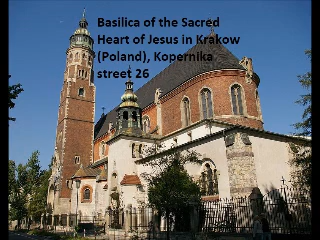 Basilica of the Sacred
Heart of Jesus in Krakow
(Poland), Kopernika
street 26